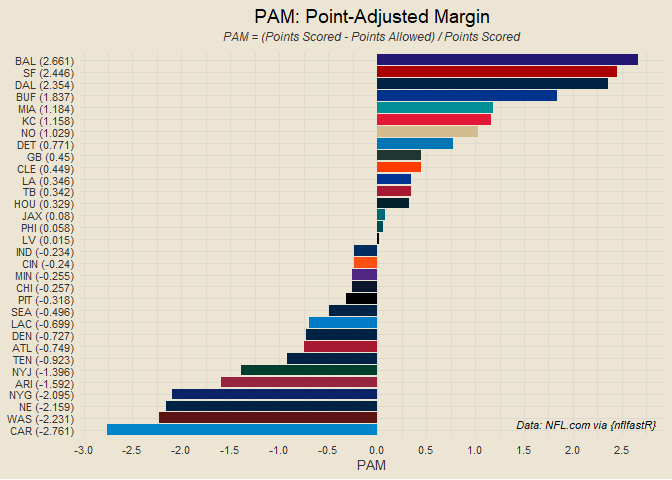 PAM: Point-Adjusted Margin
PAM = (Points Scored - Points Allowed) / Points Scored
BAL (2.661)
SF (2.446)
DAL (2.354)
BUF (1.837)
MIA (1.184)
KC (1.158)
NO (1.029)
DET (0.771)
GB (0.45)
CLE (0.449)
LA (0.346)
TB (0.342)
HOU (0.329)
JAX (0.08)
PHI (0.058)
LV (0.015)
IND (-0.234)
CIN (-0.24)
MIN (-0.255)
CHI (-0.257)
PIT (-0.318)
SEA (-0.496)
LAC (-0.699)
DEN (-0.727)
ATL (-0.749)
TEN (-0.923)
NYJ (-1.396)
ARI (-1.592)
NYG (-2.095)
NE (-2.159)
WAS (-2.231)
CAR (-2.761)
Data: NFL.com via {nflfastR}
-3.0 -2.5 -2.0 -1.5 -1.0 -0.5 0.0 0.5 1.0 1.5 2.0 2.5
PAM